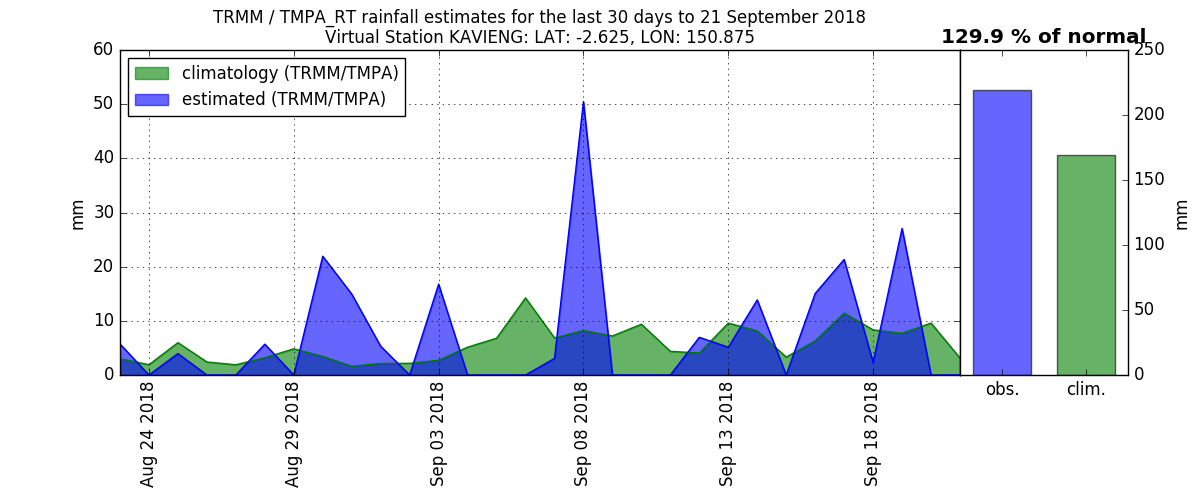 TRMM / TMPA_RT rainfall estimates for the last 30 days to 21 September 2018
Virtual Station KAVIENG: LAT: -2.625, LON: 150.875
129.9 % of normal
climatology (TRMM/TMPA)
estimated (TRMM/TMPA)
mm
60
50
40
30
20
10
0
Aug 24 2018
Aug 29 2018
Sep 03 2018
Sep 08 2018
Sep 13 2018
Sep 18 2018
250
200
150
100
50
0
mm
obs.
clim.